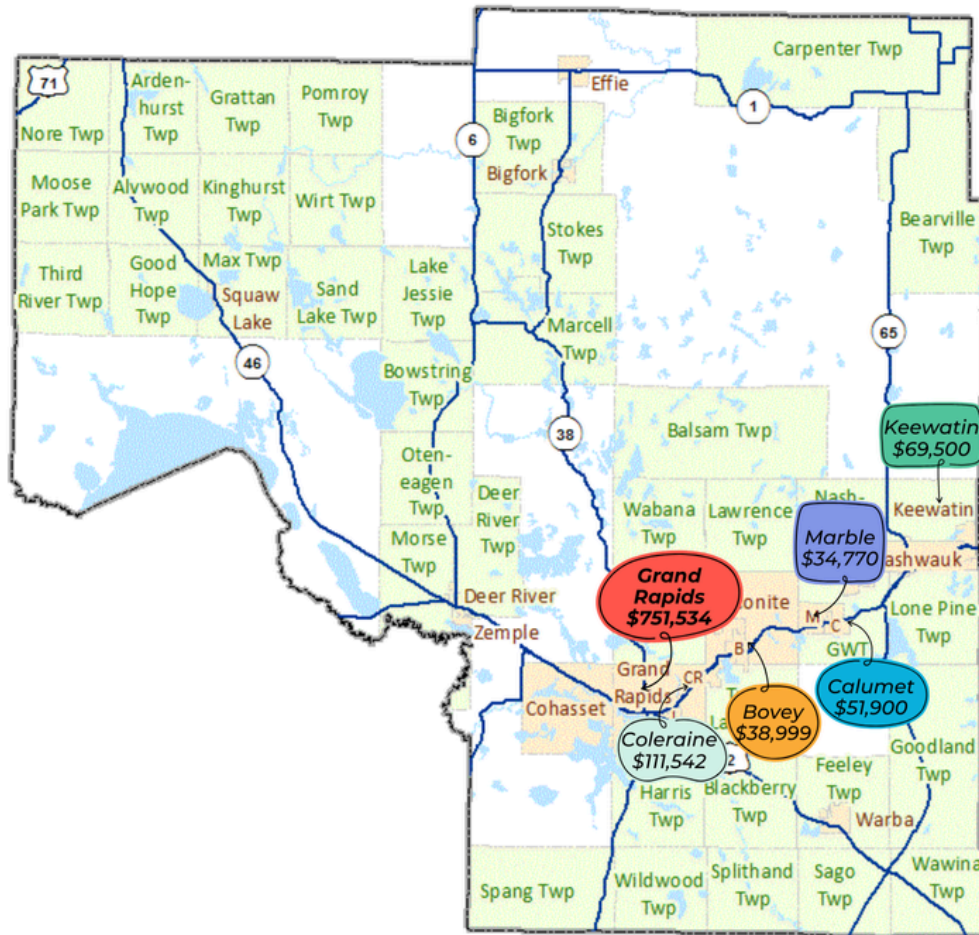 Carpenter Twp
71
Arden-
hurst
Twp
Grattan
Twp
Pomroy
Twp
Effie
1
Nore Twp
6
Bigfork
Twp
Bigfork
Moose
Park Twp
Alvwood
Twp
Kinghurst
Twp
Wirt Twp
Bearville
Twp
Stokes
Twp
Third
River Twp
Good
Hope
Twp
Max Twp
Squaw
Lake
Sand
Lake Twp
Lake
Jessie
Twp
Marcell
Twp
65
46
Bowstring
Twp
38
Balsam Twp
Keewatin
$69,500
Oten-
eagen
Twp
Deer
River
Twp
Wabana
Twp
Lawrence
Twp
Nash-
Keewatin
Marble
$34,770
Morse
Twp
ashwauk
Grand
Rapids
$751,534
Deer River
onite
M
C
Lone Pine
Twp
Zemple
B
GWT
Grand
Rapids
CR
Calumet
$51,900
Cohasset
Bovey
$38,999
Coleraine
$111,542
La
2
Goodland
Twp
Feeley
Twp
Harris
Twp
Blackberry
Twp
Warba
Spang Twp
Wildwood
Twp
Splithand
Twp
Sago
Twp
Wawina
Twp